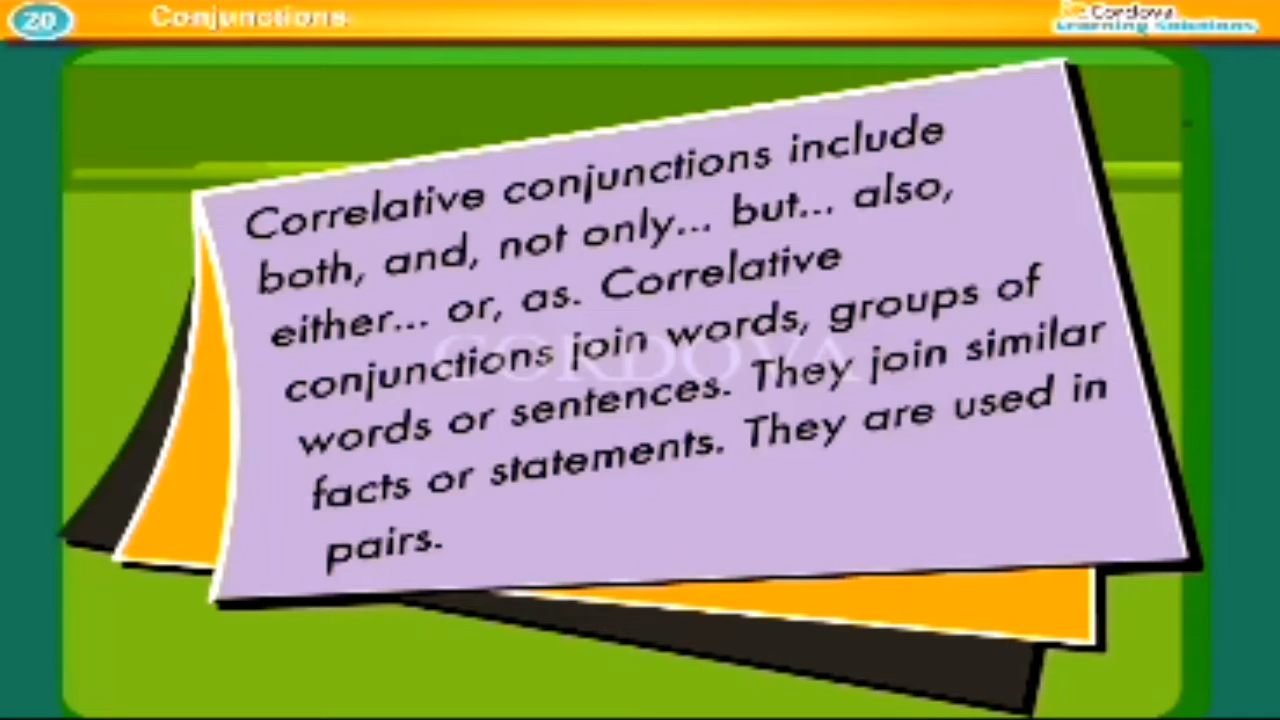 20
Conjunctions
Cordova
Learning Solutions
Correlative conjunctions include
both, and, not only... but... also,
either... or, as. Correlative
conjunctions join words, groups of
words or sentences. They join similar
facts or statements. They are used in
pairs.
CORDOVA